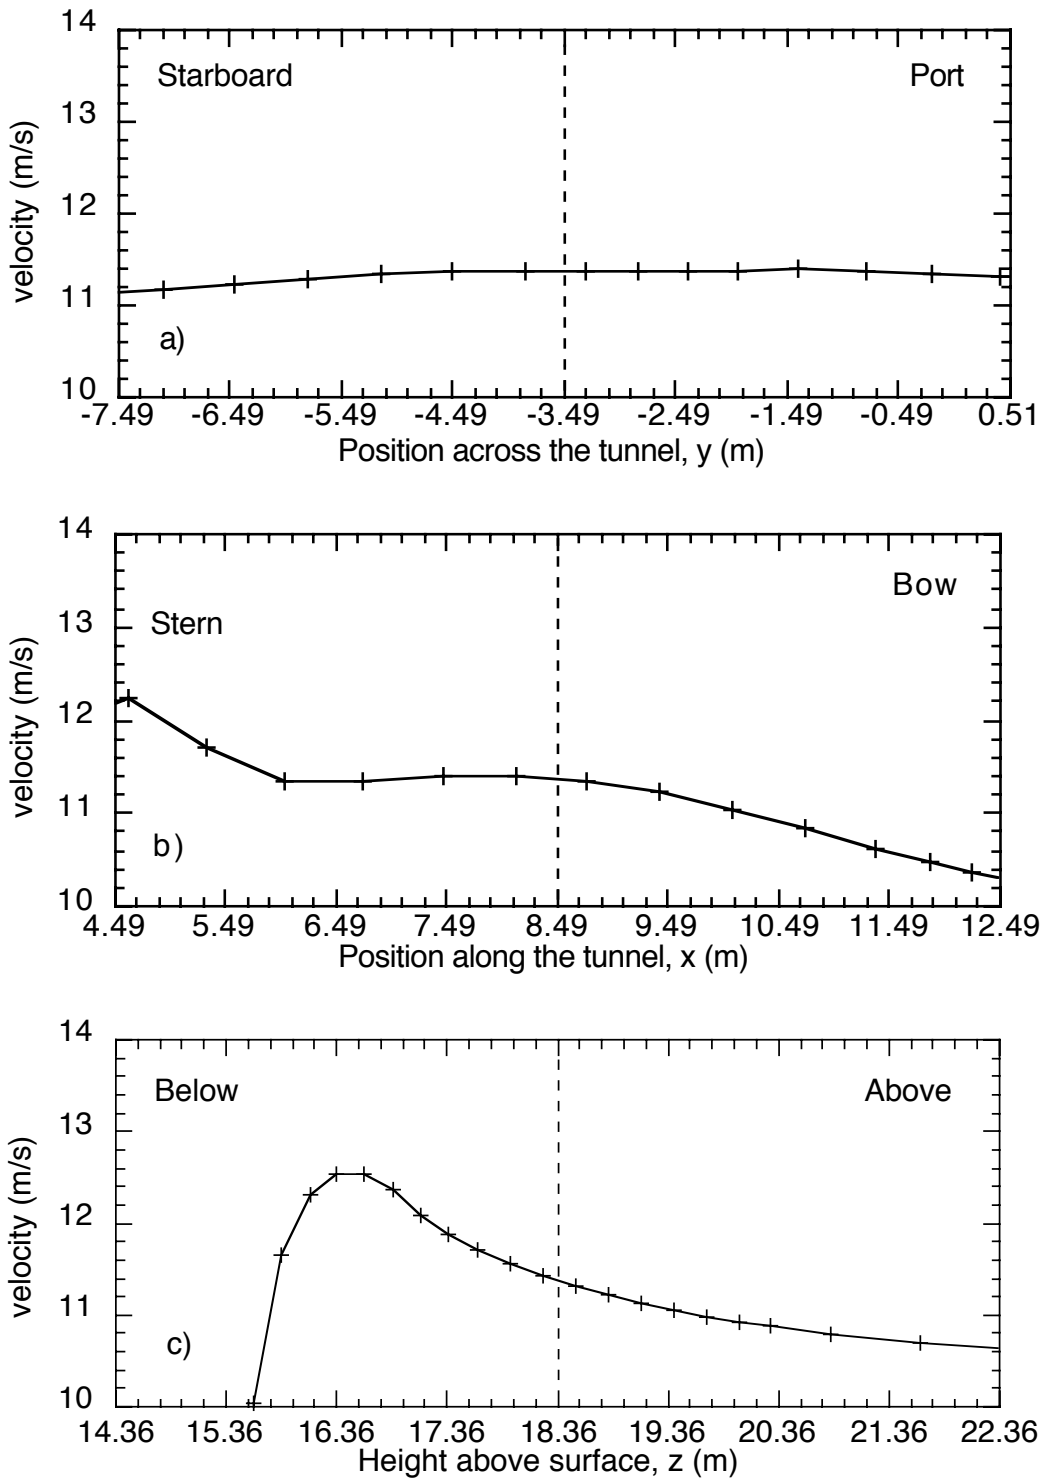 14
Starboard Port
13
12
11
a)
10
velocity (m/s)
-7.49 -6.49 -5.49 -4.49 -3.49 -2.49 -1.49 -0.49 0.51
Position across the tunnel, y (m)
14
Bow
13
Stern
12
11
b)
10
velocity (m/s)
4.49 5.49 6.49 7.49 8.49 9.49 10.49 11.49 12.49
Position along the tunnel, x (m)
14
Below Above
13
12
11
c)
10
velocity (m/s)
14.36 15.36 16.36 17.36 18.36 19.36 20.36 21.36 22.36
Height above surface, z (m)